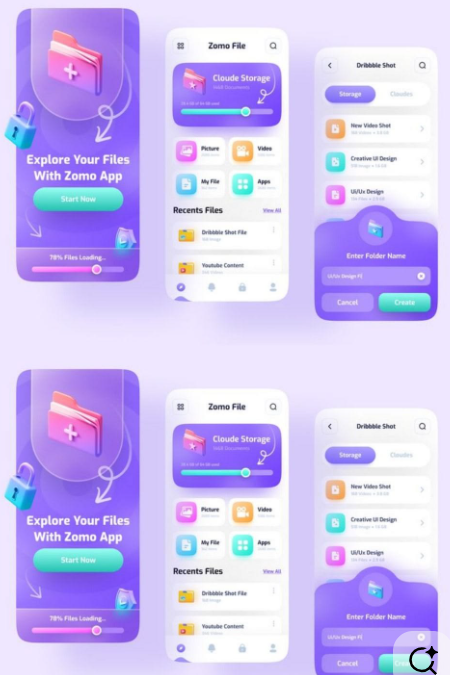 Explore Your Files
With Zomo App
Start Now
78% Files Loading...
Zomo File
Cloude Storage
Documents
Picture
Video
My File
Apps
Recents Files
View All
Dribbble Shot File
Youtube Content
Dribbble Shot
Storage
Cloudes
New Video Shot
Creative UI Design
UI/Ux Design
Enter Folder Name
Ui/Ux Design Fi
Cancel
Create
Explore Your Files
With Zomo App
Start Now
78% Files Loading...
Zomo File
Cloude Storage
Documents
Picture
Video
My File
Apps
Recents Files
View All
Dribbble Shot File
Youtube Content
Dribbble Shot
Storage
Cloudes
New Video Shot
Creative UI Design
UI/Ux Design
Enter Folder Name
Ui/Ux Design Fi
Cancel